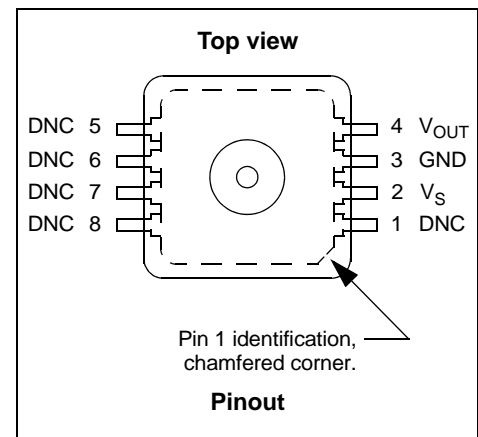 Top view
DNC 5 4 VOUT
DNC 6 3 GND
DNC 7 2 VS
DNC 8 1 DNC
Pin 1 identification,
chamfered corner.
Pinout